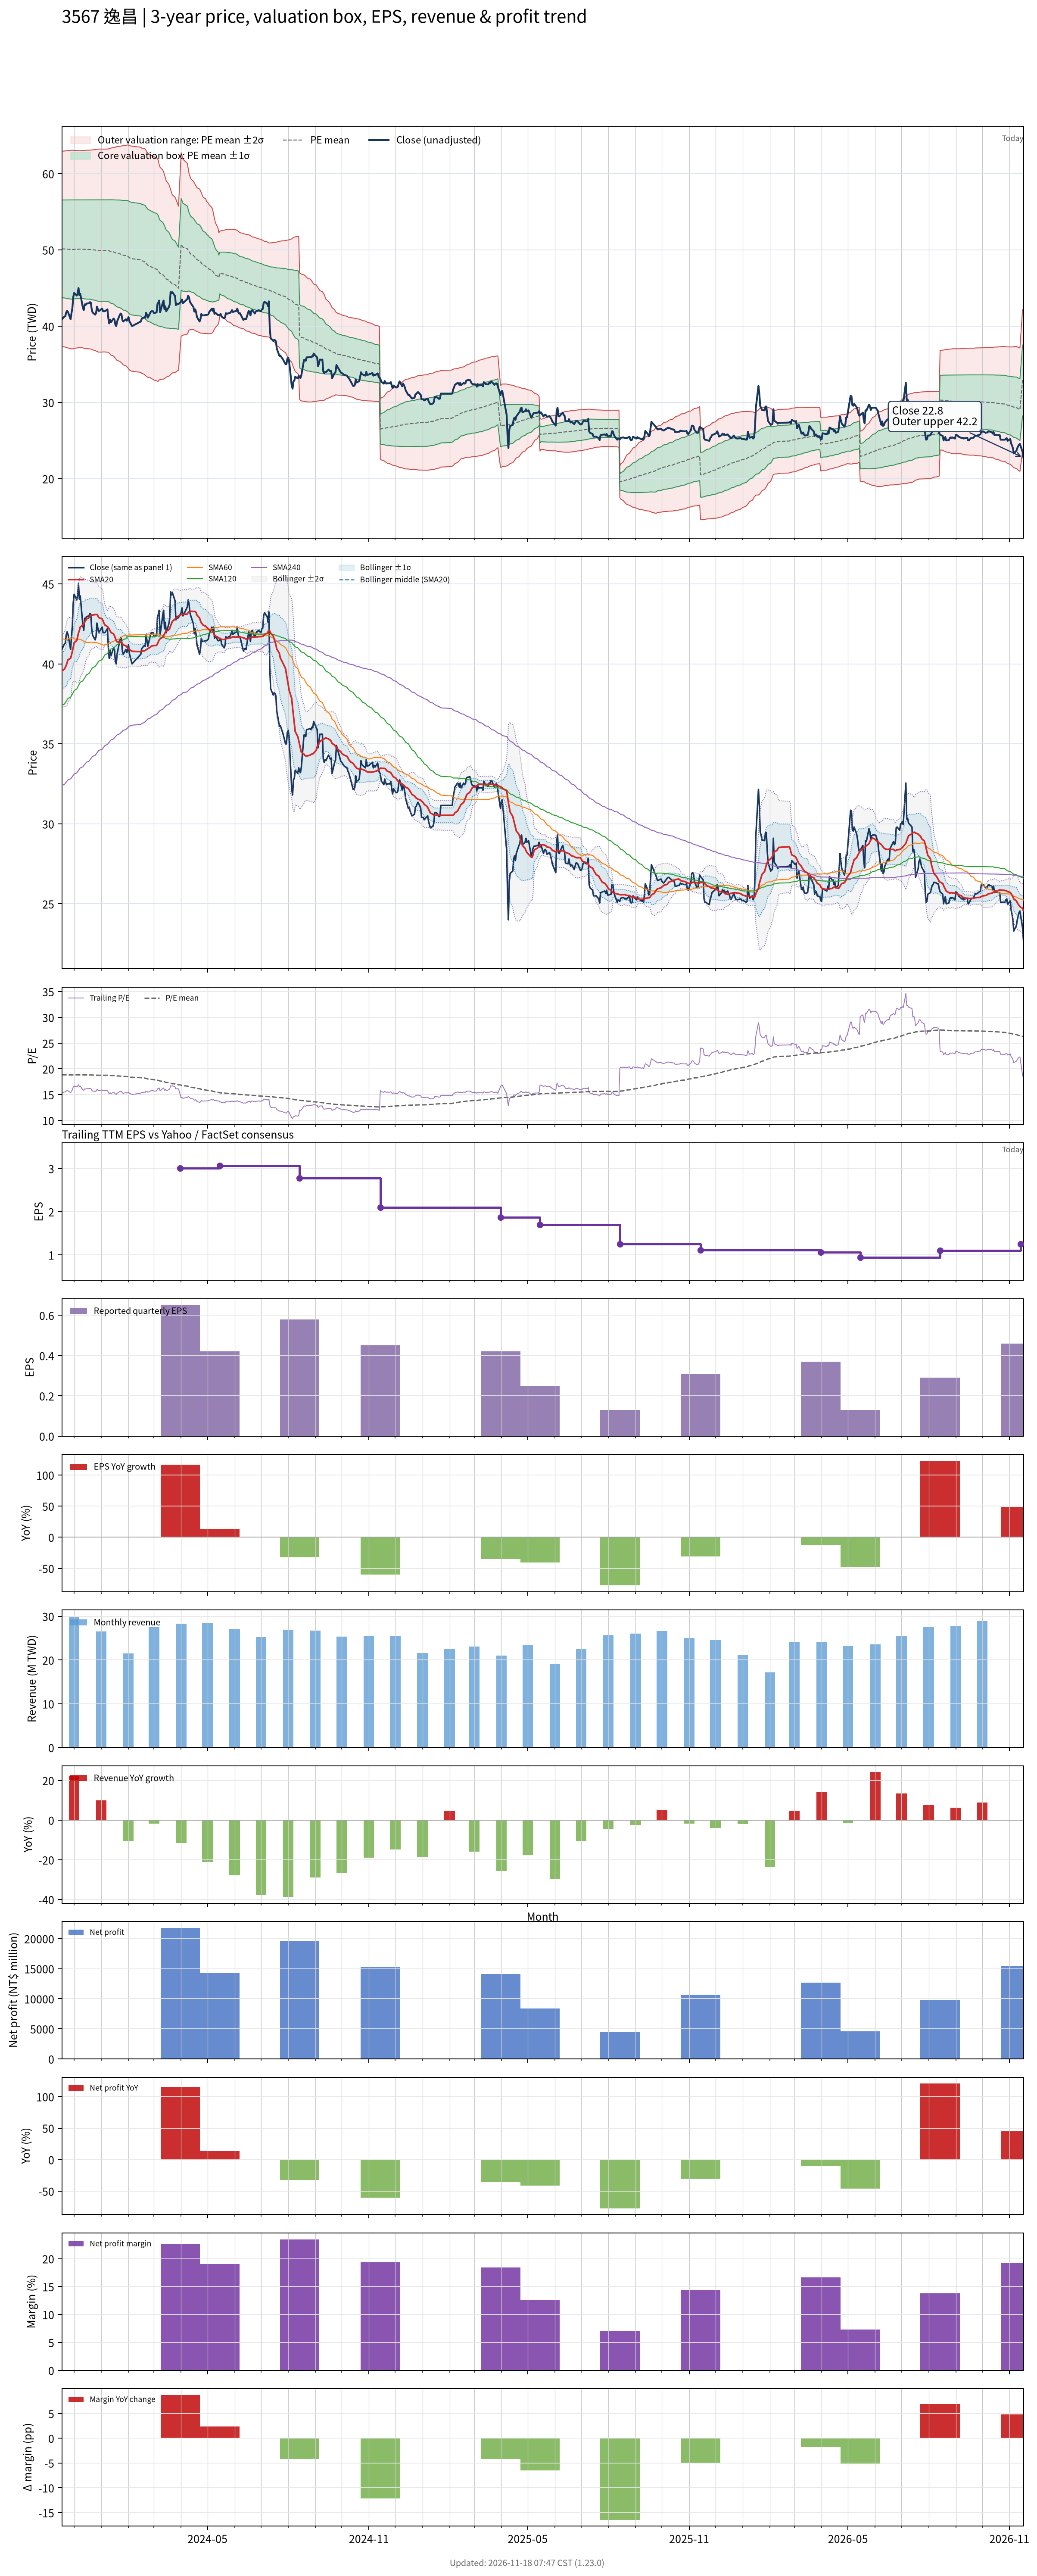 3567 逸昌 | 3-year price, valuation box, EPS, revenue & profit trend
Outer valuation range: PE mean ±2σ
PE mean
Close (unadjusted)
Core valuation box: PE mean ±1σ
Today
Price (TWD)
60
50
40
30
20
Close 22.8
Outer upper 42.2
Close (same as panel 1)
SMA60
SMA240
Bollinger ±1σ
SMA20
SMA120
Bollinger ±2σ
Bollinger middle (SMA20)
Price
45
40
35
30
25
Trailing P/E
P/E mean
P/E
35
30
25
20
15
10
Trailing TTM EPS vs Yahoo / FactSet consensus
Today
EPS
3
2
1
Reported quarterly EPS
EPS
0.6
0.4
0.2
0.0
EPS YoY growth
YoY (%)
100
50
0
-50
Monthly revenue
Revenue (M TWD)
30
20
10
0
Revenue YoY growth
YoY (%)
20
0
-20
-40
Month
Net profit
Net profit (NT$ million)
20000
15000
10000
5000
0
Net profit YoY
YoY (%)
100
50
0
-50
Net profit margin
Margin (%)
20
15
10
5
0
Margin YoY change
Δ margin (pp)
5
0
-5
-10
-15
2024-05
2024-11
2025-05
2025-11
2026-05
2026-11
Updated: 2026-11-18 07:47 CST (1.23.0)